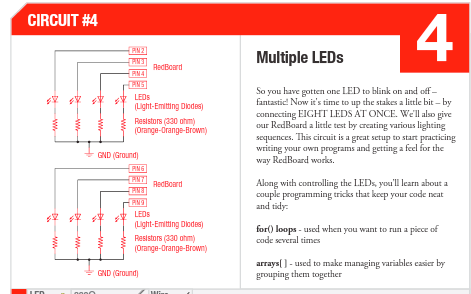 CIRCUIT #4
4
PIN 2
PIN 3
RedBoard
PIN 4
PIN 5
LEDs
(Light-Emitting Diodes)
Resistors (330 ohm)
(Orange-Orange-Brown)
GND (Ground)
PIN 6
PIN 7
RedBoard
PIN 8
PIN 9
LEDs
(Light-Emitting Diodes)
Resistors (330 ohm)
(Orange-Orange-Brown)
GND (Ground)
Multiple LEDs
So you have gotten one LED to blink on and off –
fantastic! Now it's time to up the stakes a little bit – by
connecting EIGHT LEDS AT ONCE. We'll also give
our RedBoard a little test by creating various lighting
sequences. This circuit is a great setup to start practicing
writing your own programs and getting a feel for the
way RedBoard works.
Along with controlling the LEDs, you'll learn about a
couple programming tricks that keep your code neat
and tidy:
for() loops - used when you want to run a piece of
code several times
arrays[ ] - used to make managing variables easier by
grouping them together